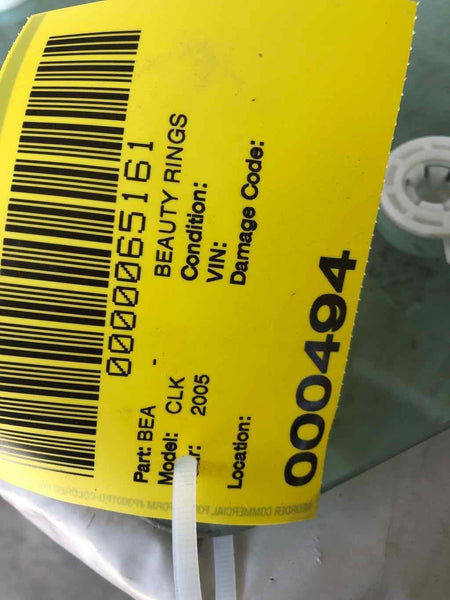 0000065161
Part: BEA - BEAUTY RINGS
Model: CLK Condition:
2005 VIN:
Damage Code:
Location:
000494